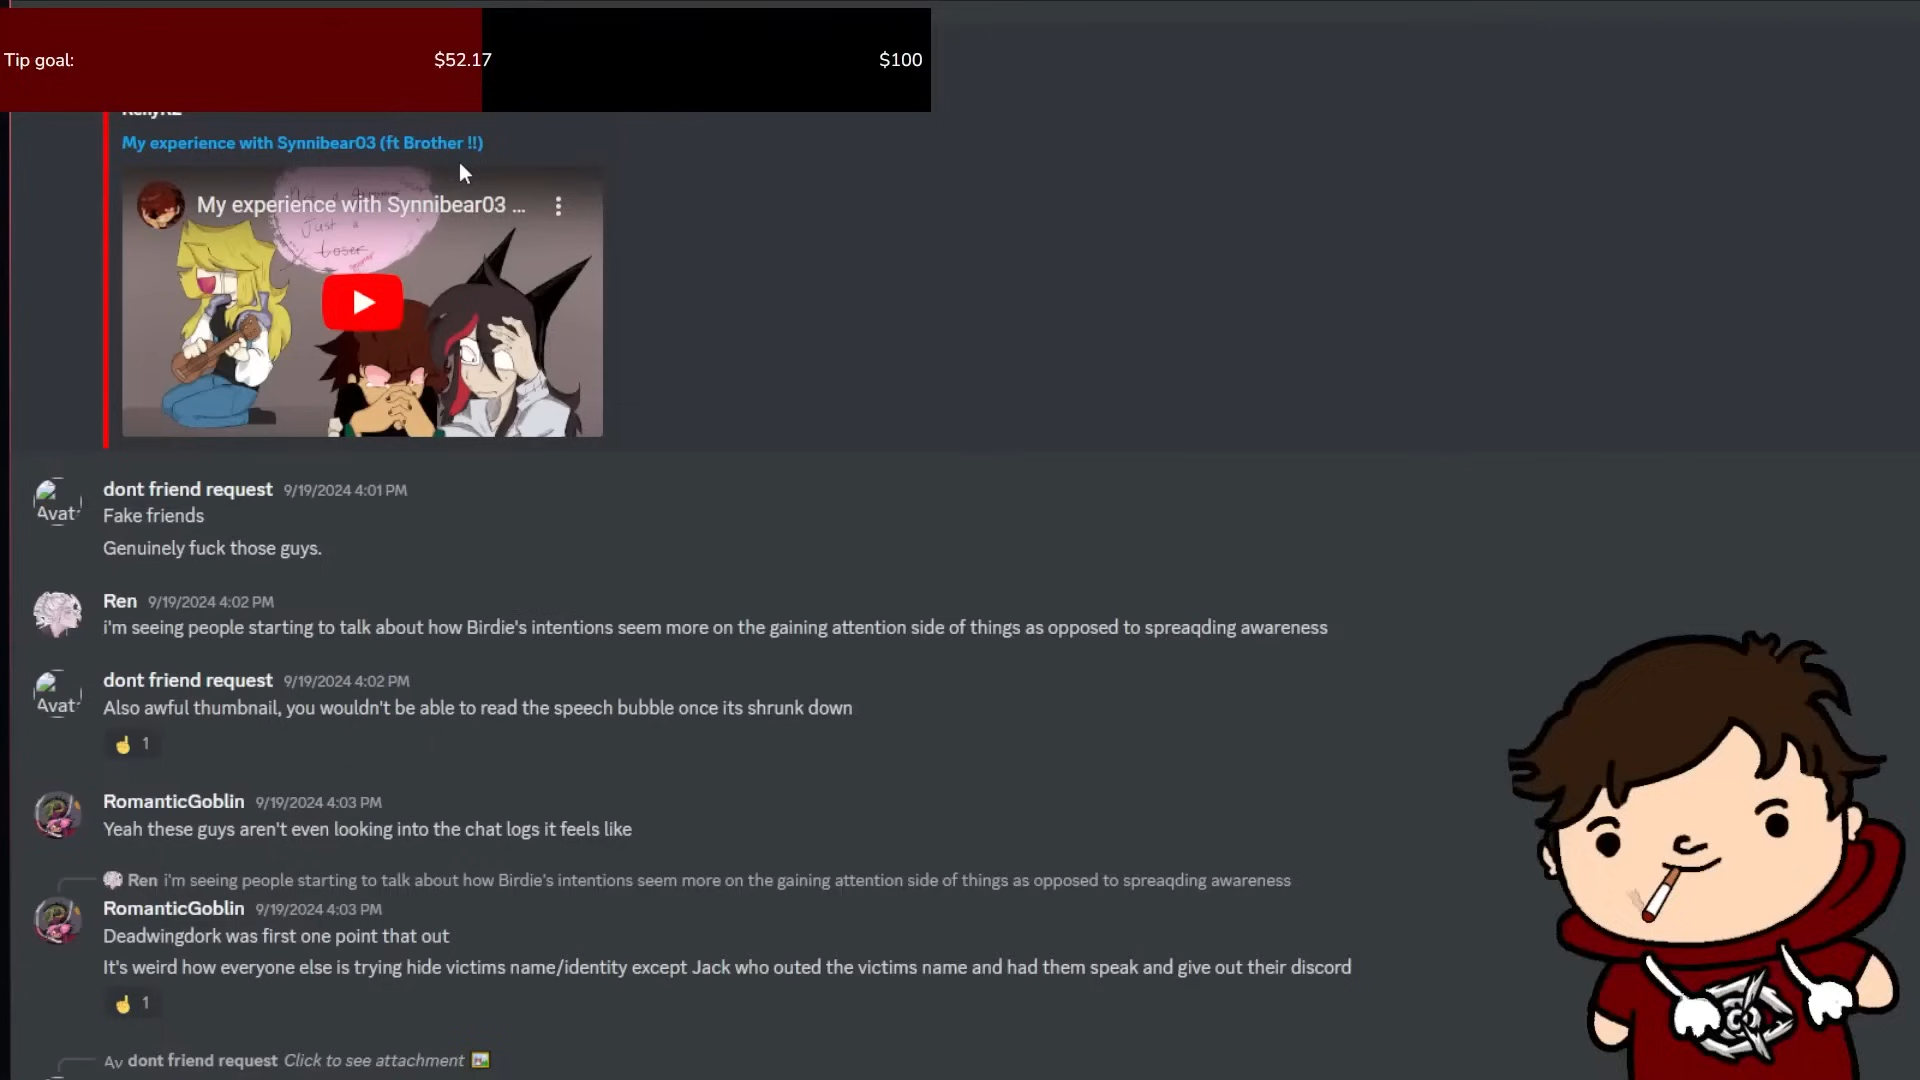 Tip goal: $52.17 $100
KellyRZ
My experience with Synnibear03 (ft Brother !!)
My experience with Synnibear03 ...
Just a
Loser
dont friend request 9/19/2024 4:01 PM
Avat
Fake friends
Genuinely fuck those guys.
Ren 9/19/2024 4:02 PM
i'm seeing people starting to talk about how Birdie's intentions seem more on the gaining attention side of things as opposed to spreaqding awareness
dont friend request 9/19/2024 4:02 PM
Avat
Also awful thumbnail, you wouldn't be able to read the speech bubble once its shrunk down
1
RomanticGoblin 9/19/2024 4:03 PM
Yeah these guys aren't even looking into the chat logs it feels like
Ren i'm seeing people starting to talk about how Birdie's intentions seem more on the gaining attention side of things as opposed to spreaqding awareness
RomanticGoblin 9/19/2024 4:03 PM
Deadwingdork was first one point that out
It's weird how everyone else is trying hide victims name/identity except Jack who outed the victims name and had them speak and give out their discord
1
Av dont friend request Click to see attachment